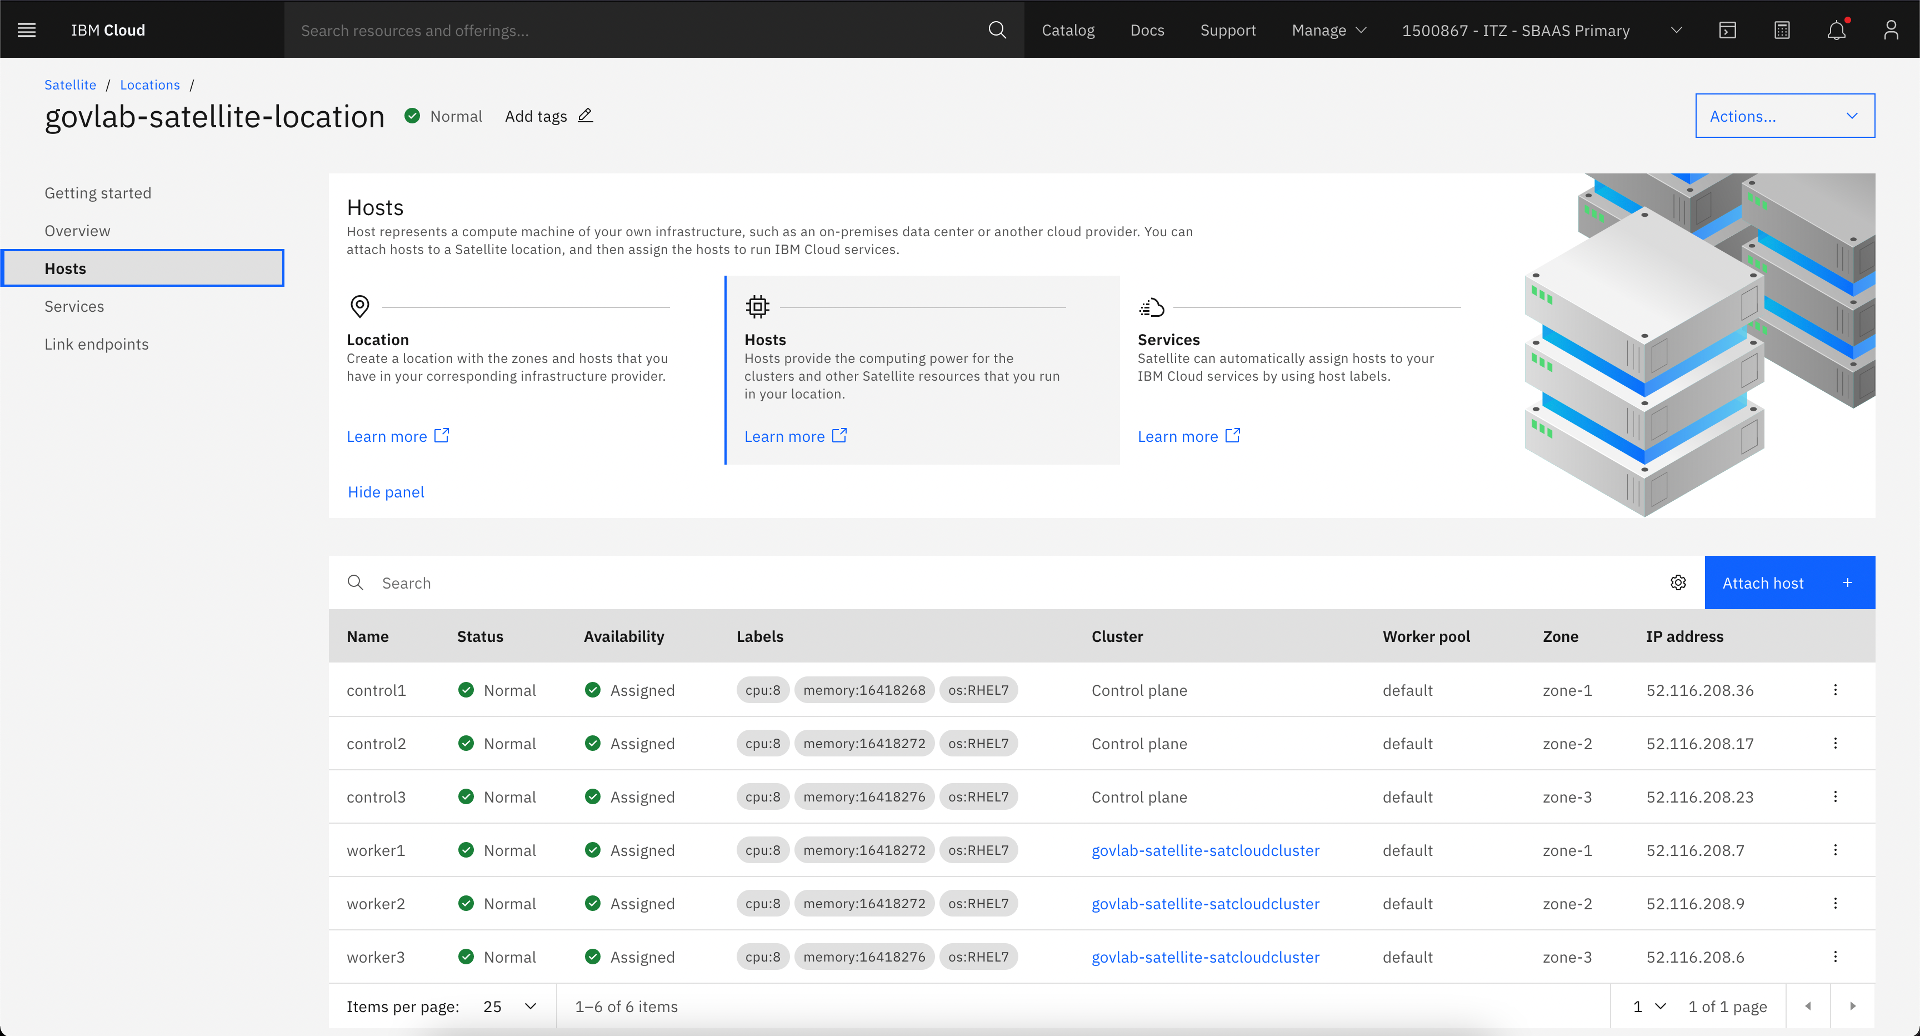 IBM Cloud
Search resources and offerings...
Catalog
Docs
Support
Manage
1500867 - ITZ - SBAAS Primary
Satellite / Locations /
govlab-satellite-location
Normal
Add tags
Actions...
Getting started
Overview
Hosts
Services
Link endpoints
Hosts
Host represents a compute machine of your own infrastructure, such as an on-premises data center or another cloud provider. You can
attach hosts to a Satellite location, and then assign the hosts to run IBM Cloud services.
Location
Create a location with the zones and hosts that you
have in your corresponding infrastructure provider.
Learn more
Hosts
Hosts provide the computing power for the
clusters and other Satellite resources that you run
in your location.
Learn more
Services
Satellite can automatically assign hosts to your
IBM Cloud services by using host labels.
Learn more
Hide panel
Search
Attach host +
Name Status Availability Labels Cluster Worker pool Zone IP address
control1 Normal Assigned cpu:8 memory:16418268 os:RHEL7 Control plane default zone-1 52.116.208.36
control2 Normal Assigned cpu:8 memory:16418272 os:RHEL7 Control plane default zone-2 52.116.208.17
control3 Normal Assigned cpu:8 memory:16418276 os:RHEL7 Control plane default zone-3 52.116.208.23
worker1 Normal Assigned cpu:8 memory:16418272 os:RHEL7 govlab-satellite-satcloudcluster default zone-1 52.116.208.7
worker2 Normal Assigned cpu:8 memory:16418272 os:RHEL7 govlab-satellite-satcloudcluster default zone-2 52.116.208.9
worker3 Normal Assigned cpu:8 memory:16418276 os:RHEL7 govlab-satellite-satcloudcluster default zone-3 52.116.208.6
Items per page: 25 1–6 of 6 items 1 1 of 1 page